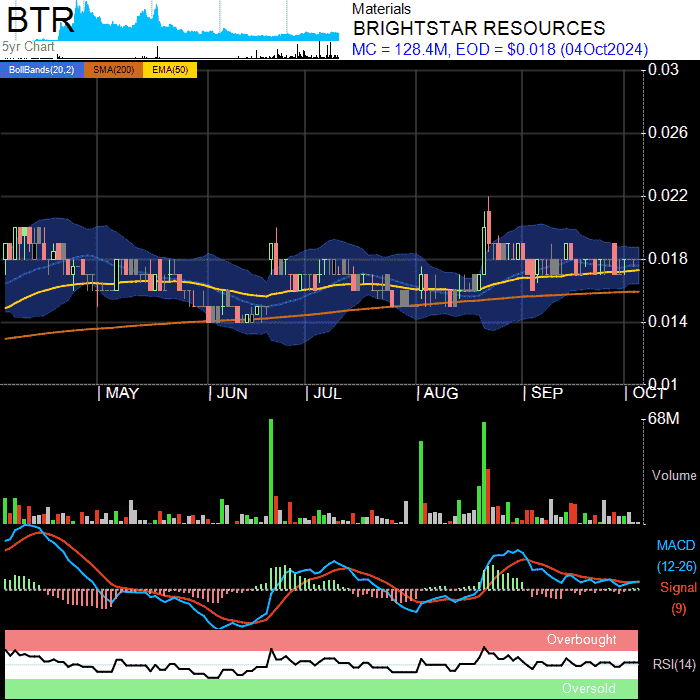 BTR
5yr Chart
Materials
BRIGHTSTAR RESOURCES
MC = 128.4M, EOD = $0.018 (04Oct2024)
BollBands(20,2) SMA(200) EMA(50)
0.03
0.026
0.022
0.018
0.014
0.01
MAY JUN JUL AUG SEP OCT
68M
Volume
MACD
(12-26)
Signal
(9)
Overbought
RSI(14)
Oversold